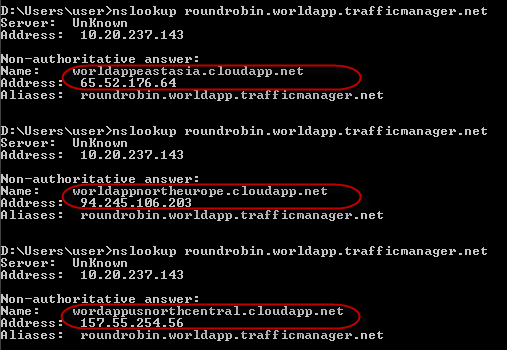 D:\Users\user>nslookup roundrobin.worldapp.trafficmanager.net
Server:  UnKnown
Address:  10.20.237.143
Non-authoritative answer:
Name:    worldappeastasia.cloudapp.net
Address:  65.52.176.64
Aliases:  roundrobin.worldapp.trafficmanager.net
D:\Users\user>nslookup roundrobin.worldapp.trafficmanager.net
Server:  UnKnown
Address:  10.20.237.143
Non-authoritative answer:
Name:    worldappnortheurope.cloudapp.net
Address:  94.245.106.203
Aliases:  roundrobin.worldapp.trafficmanager.net
D:\Users\user>nslookup roundrobin.worldapp.trafficmanager.net
Server:  UnKnown
Address:  10.20.237.143
Non-authoritative answer:
Name:    wordappusnorthcentral.cloudapp.net
Address:  157.55.254.56
Aliases:  roundrobin.worldapp.trafficmanager.net